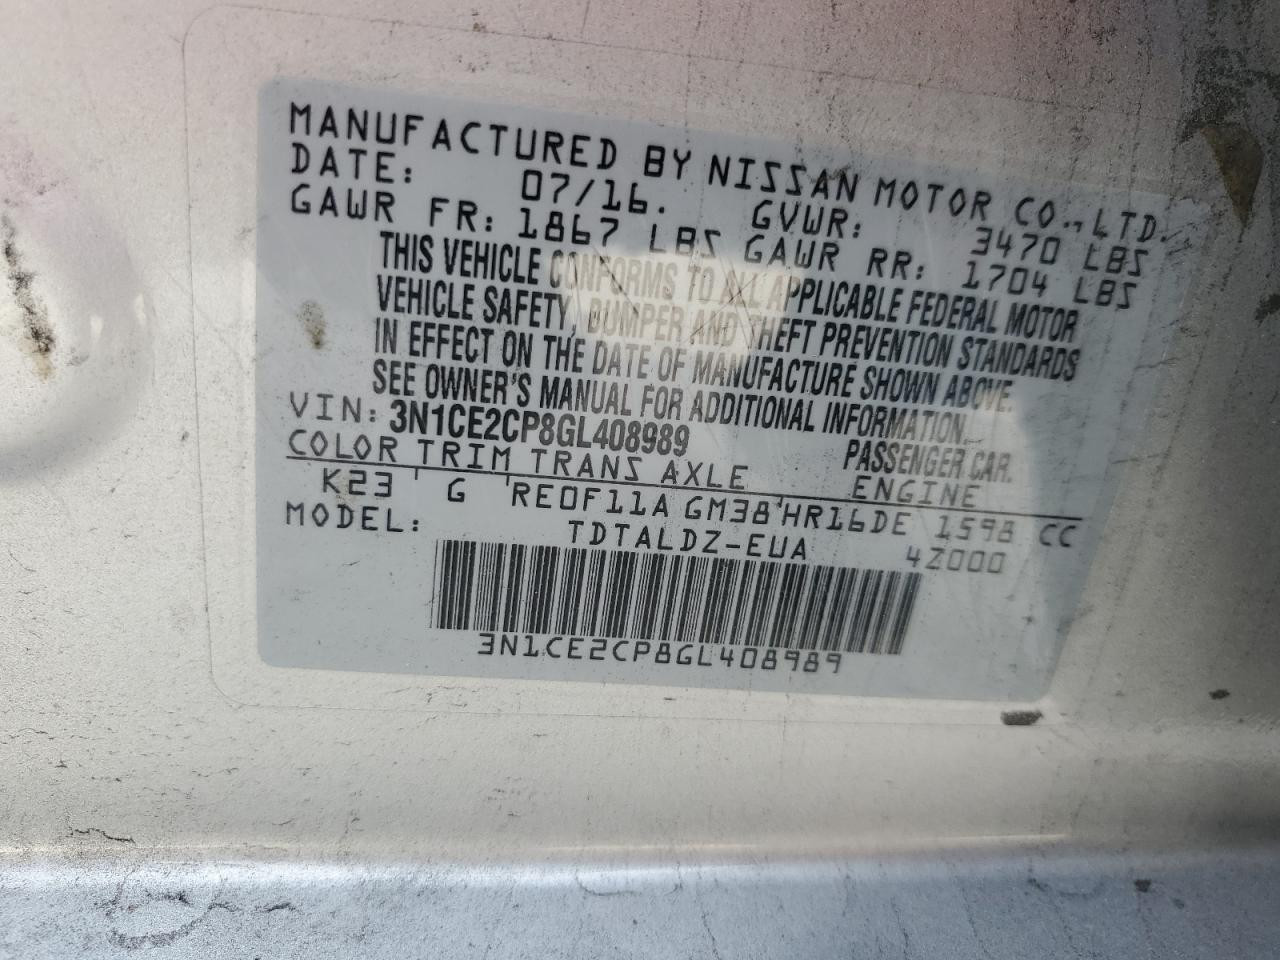 MANUFACTURED BY NISSAN MOTOR CO., LTD.
DATE: 07/16. GVWR: 3470 LBS
GAWR FR: 1867 LBS GAWR RR: 1704 LBS
THIS VEHICLE CONFORMS TO ALL APPLICABLE FEDERAL MOTOR
VEHICLE SAFETY, BUMPER AND THEFT PREVENTION STANDARDS
IN EFFECT ON THE DATE OF MANUFACTURE SHOWN ABOVE.
SEE OWNER'S MANUAL FOR ADDITIONAL INFORMATION.
VIN: 3N1CE2CP8GL408989 PASSENGER CAR.
COLOR TRIM TRANS AXLE ENGINE
K23 G RE0F11A GM38 HR16DE 1598 CC
MODEL: TDTALDZ-EUA 4Z000
3N1CE2CP8GL408989